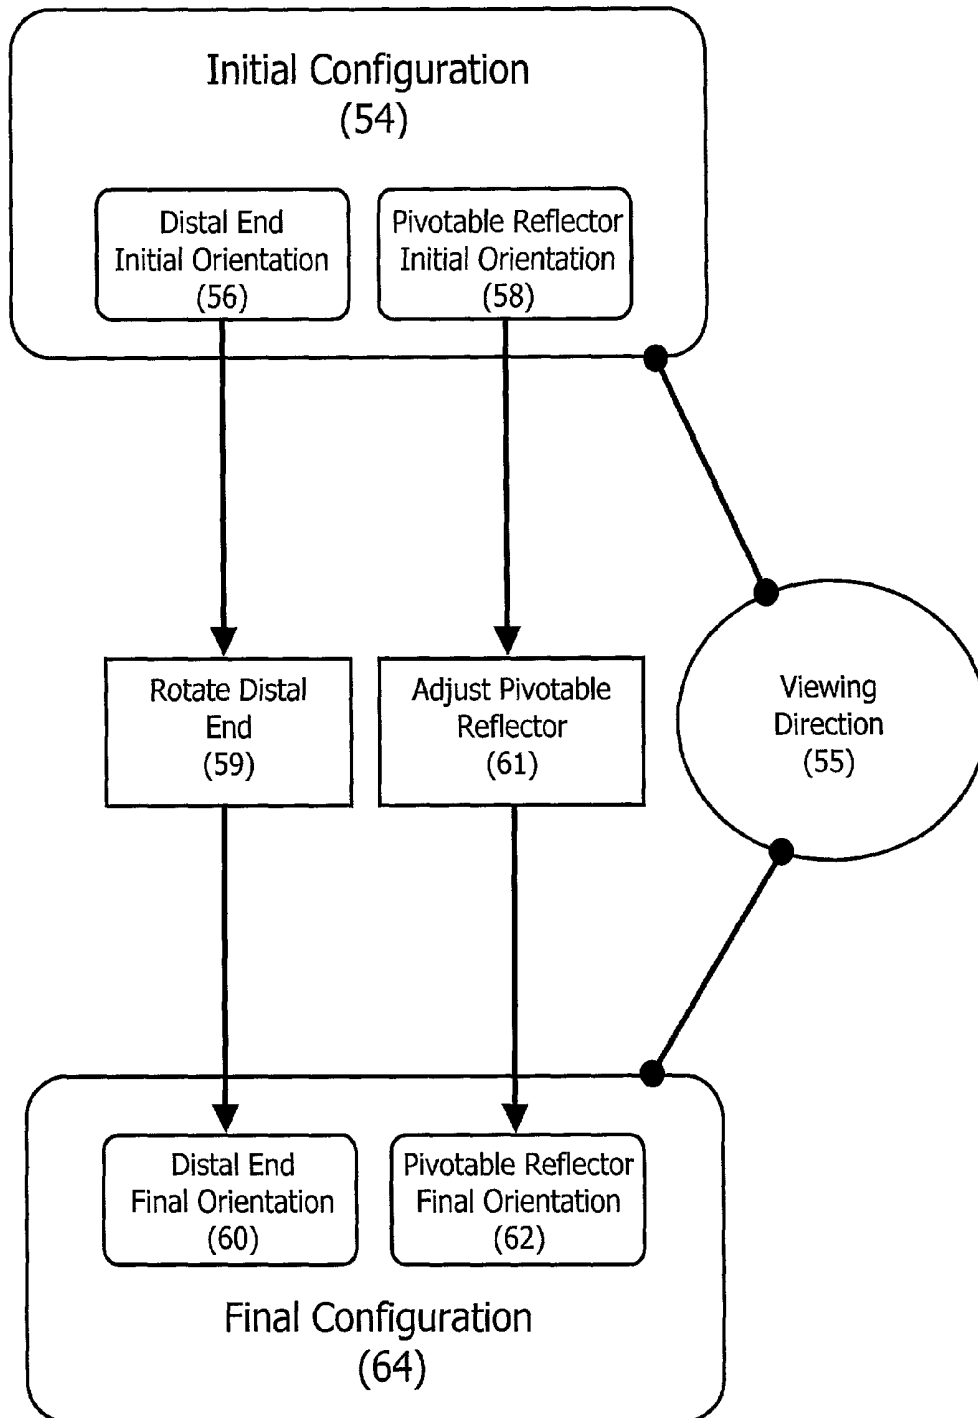 Initial Configuration
(54)
Distal End
Initial Orientation
(56)
Pivotable Reflector
Initial Orientation
(58)
Rotate Distal
End
(59)
Adjust Pivotable
Reflector
(61)
Viewing
Direction
(55)
Distal End
Final Orientation
(60)
Pivotable Reflector
Final Orientation
(62)
Final Configuration
(64)